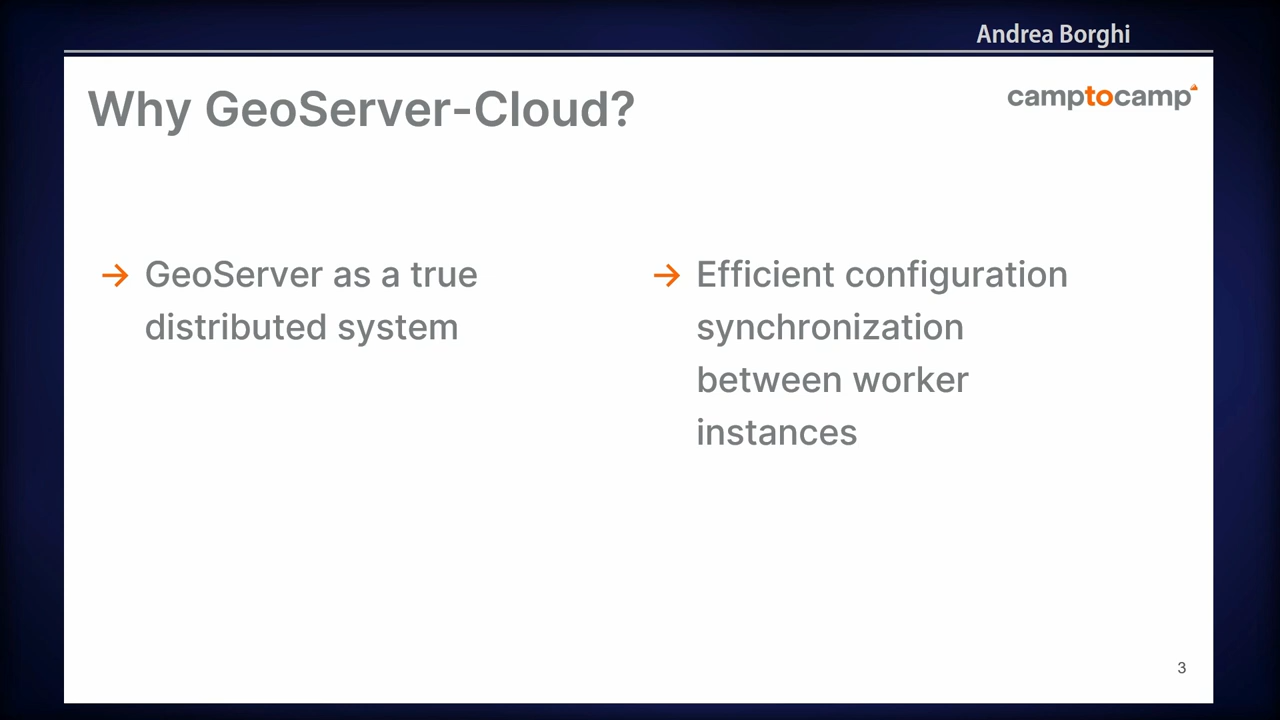 Andrea Borghi
Why GeoServer-Cloud?
camptocamp
→ GeoServer as a true
distributed system
→ Efficient configuration
synchronization
between worker
instances
3